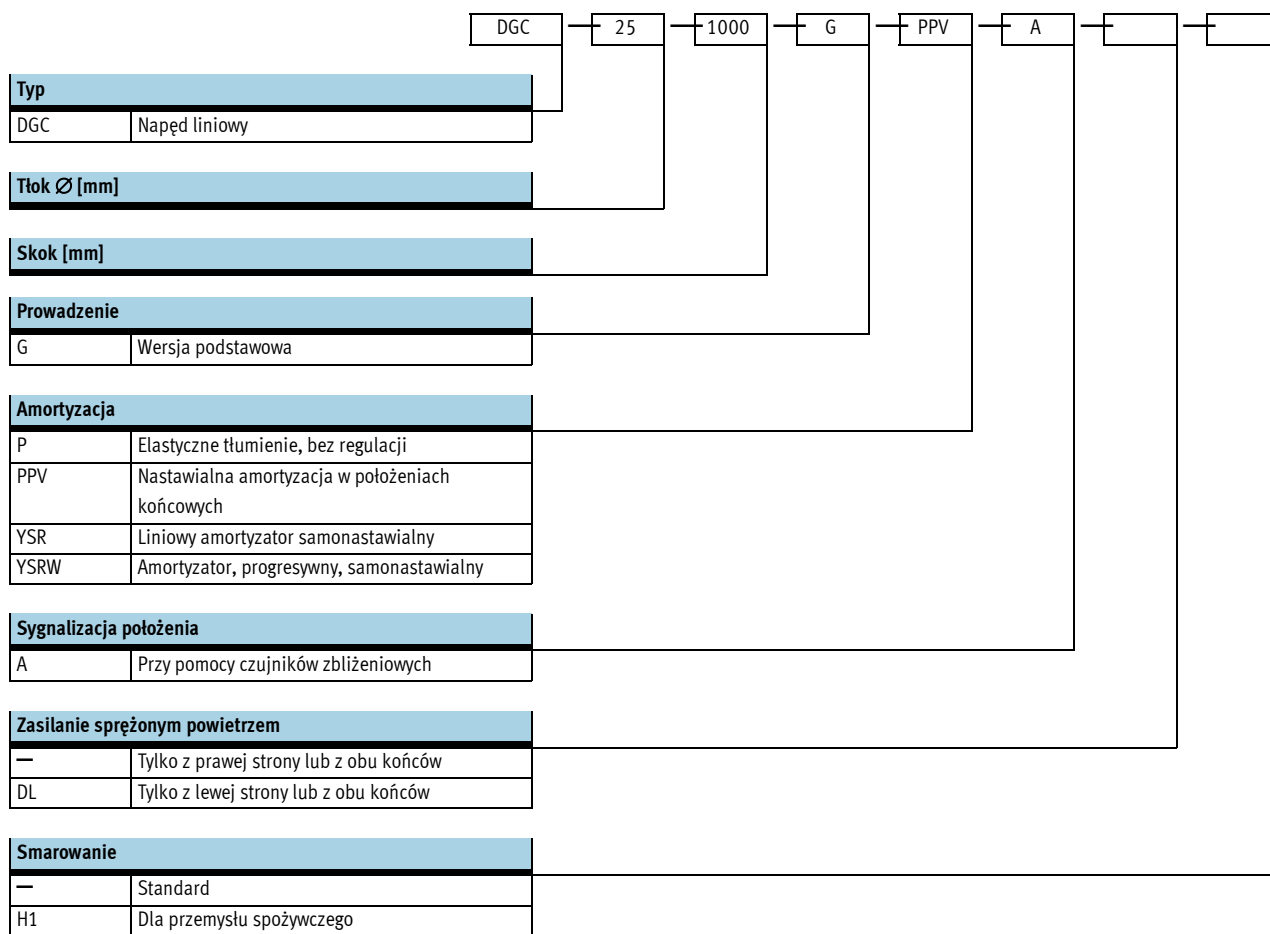 DGC — 25 — 1000 — G — PPV — A — —
Typ
DGC Napęd liniowy
Tłok Ø [mm]
Skok [mm]
Prowadzenie
G Wersja podstawowa
Amortyzacja
P Elastyczne tłumienie, bez regulacji
PPV Nastawialna amortyzacja w położeniach
końcowych
YSR Liniowy amortyzator samonastawialny
YSRW Amortyzator, progresywny, samonastawialny
Sygnalizacja położenia
A Przy pomocy czujników zbliżeniowych
Zasilanie sprężonym powietrzem
— Tylko z prawej strony lub z obu końców
DL Tylko z lewej strony lub z obu końców
Smarowanie
— Standard
H1 Dla przemysłu spożywczego